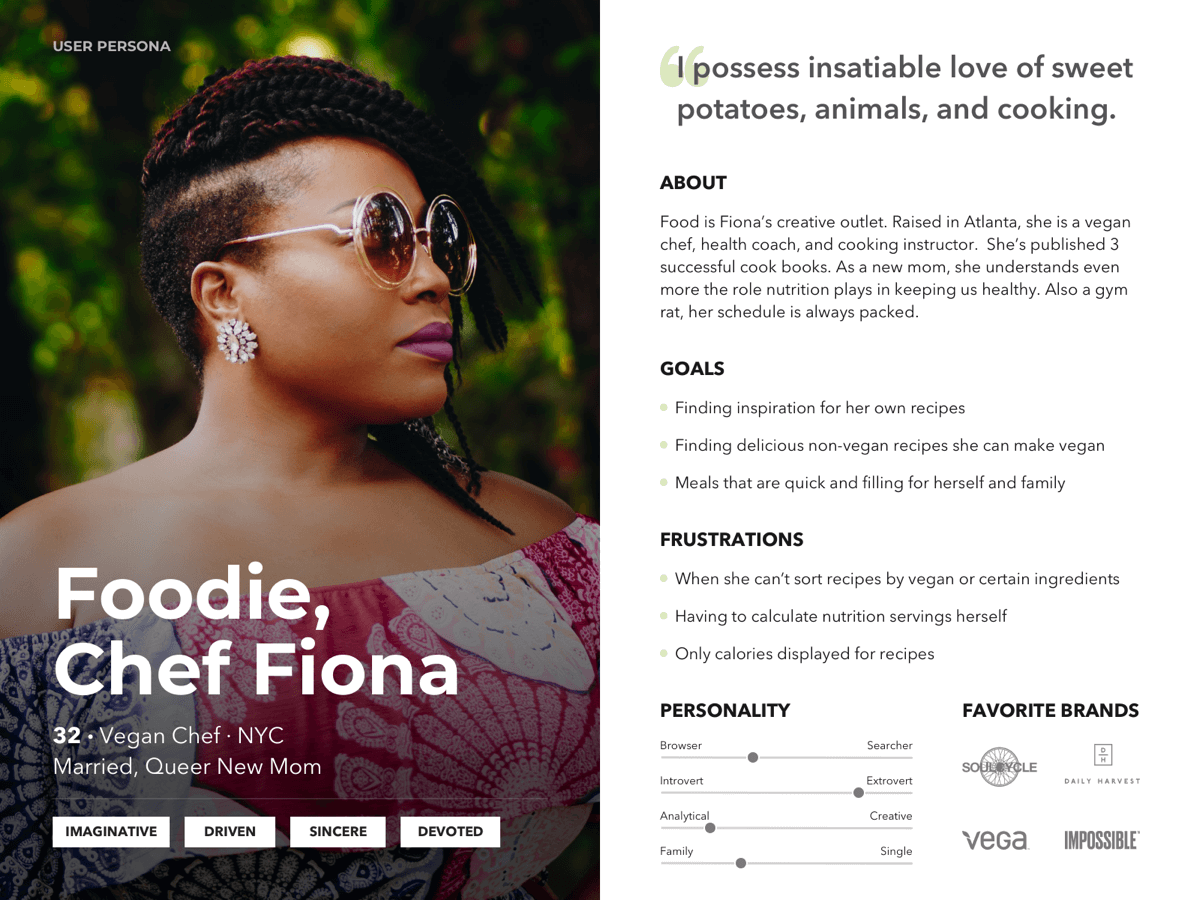 USER PERSONA
Foodie,
Chef Fiona
32 · Vegan Chef · NYC
Married, Queer New Mom
IMAGINATIVE DRIVEN SINCERE DEVOTED
“I possess insatiable love of sweet
potatoes, animals, and cooking.
ABOUT
Food is Fiona’s creative outlet. Raised in Atlanta, she is a vegan
chef, health coach, and cooking instructor.  She’s published 3
successful cook books. As a new mom, she understands even
more the role nutrition plays in keeping us healthy. Also a gym
rat, her schedule is always packed.
GOALS
Finding inspiration for her own recipes
Finding delicious non-vegan recipes she can make vegan
Meals that are quick and filling for herself and family
FRUSTRATIONS
When she can’t sort recipes by vegan or certain ingredients
Having to calculate nutrition servings herself
Only calories displayed for recipes
PERSONALITY
Browser Searcher
Introvert Extrovert
Analytical Creative
Family Single
FAVORITE BRANDS
SOULCYCLE
D
H
DAILY HARVEST
vega
IMPOSSIBLE